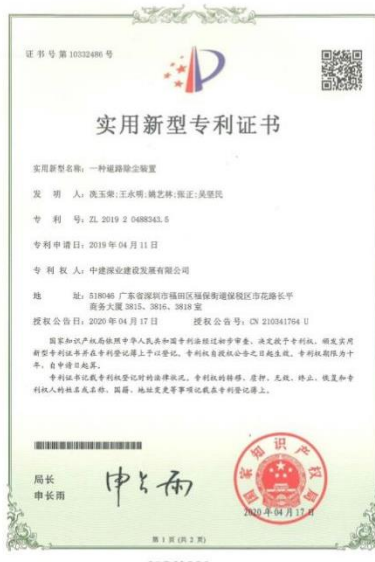 证书号第10332486号
实用新型专利证书
实用新型名称：一种道路除尘装置
发 明 人：冼玉荣;王永明;姚艺林;张正;吴坚民
专 利 号：ZL 2019 2 0488343.5
专利申请日：2019年04月11日
专 利 权 人：中建深业建设发展有限公司
地 址：518046 广东省深圳市福田区福保街道保税区市花路长平
商务大厦 3815、3816、3818 室
授权公告日：2020年04月17日 授权公告号：CN 210341764 U
国家知识产权局依照中华人民共和国专利法经过初步审查，决定授予专利权，颁发实用
新型专利证书并在专利登记簿上予以登记。专利权自授权公告之日起生效。专利权期限为十
年，自申请日起算。
专利证书记载专利权登记时的法律状况。专利权的转移、质押、无效、终止、恢复和专
利权人的姓名或名称、国籍、地址变更等事项记载在专利登记簿上。
局长
申长雨
申长雨
国家知识产权局
2020年04月17日
第 1 页 (共 2 页)